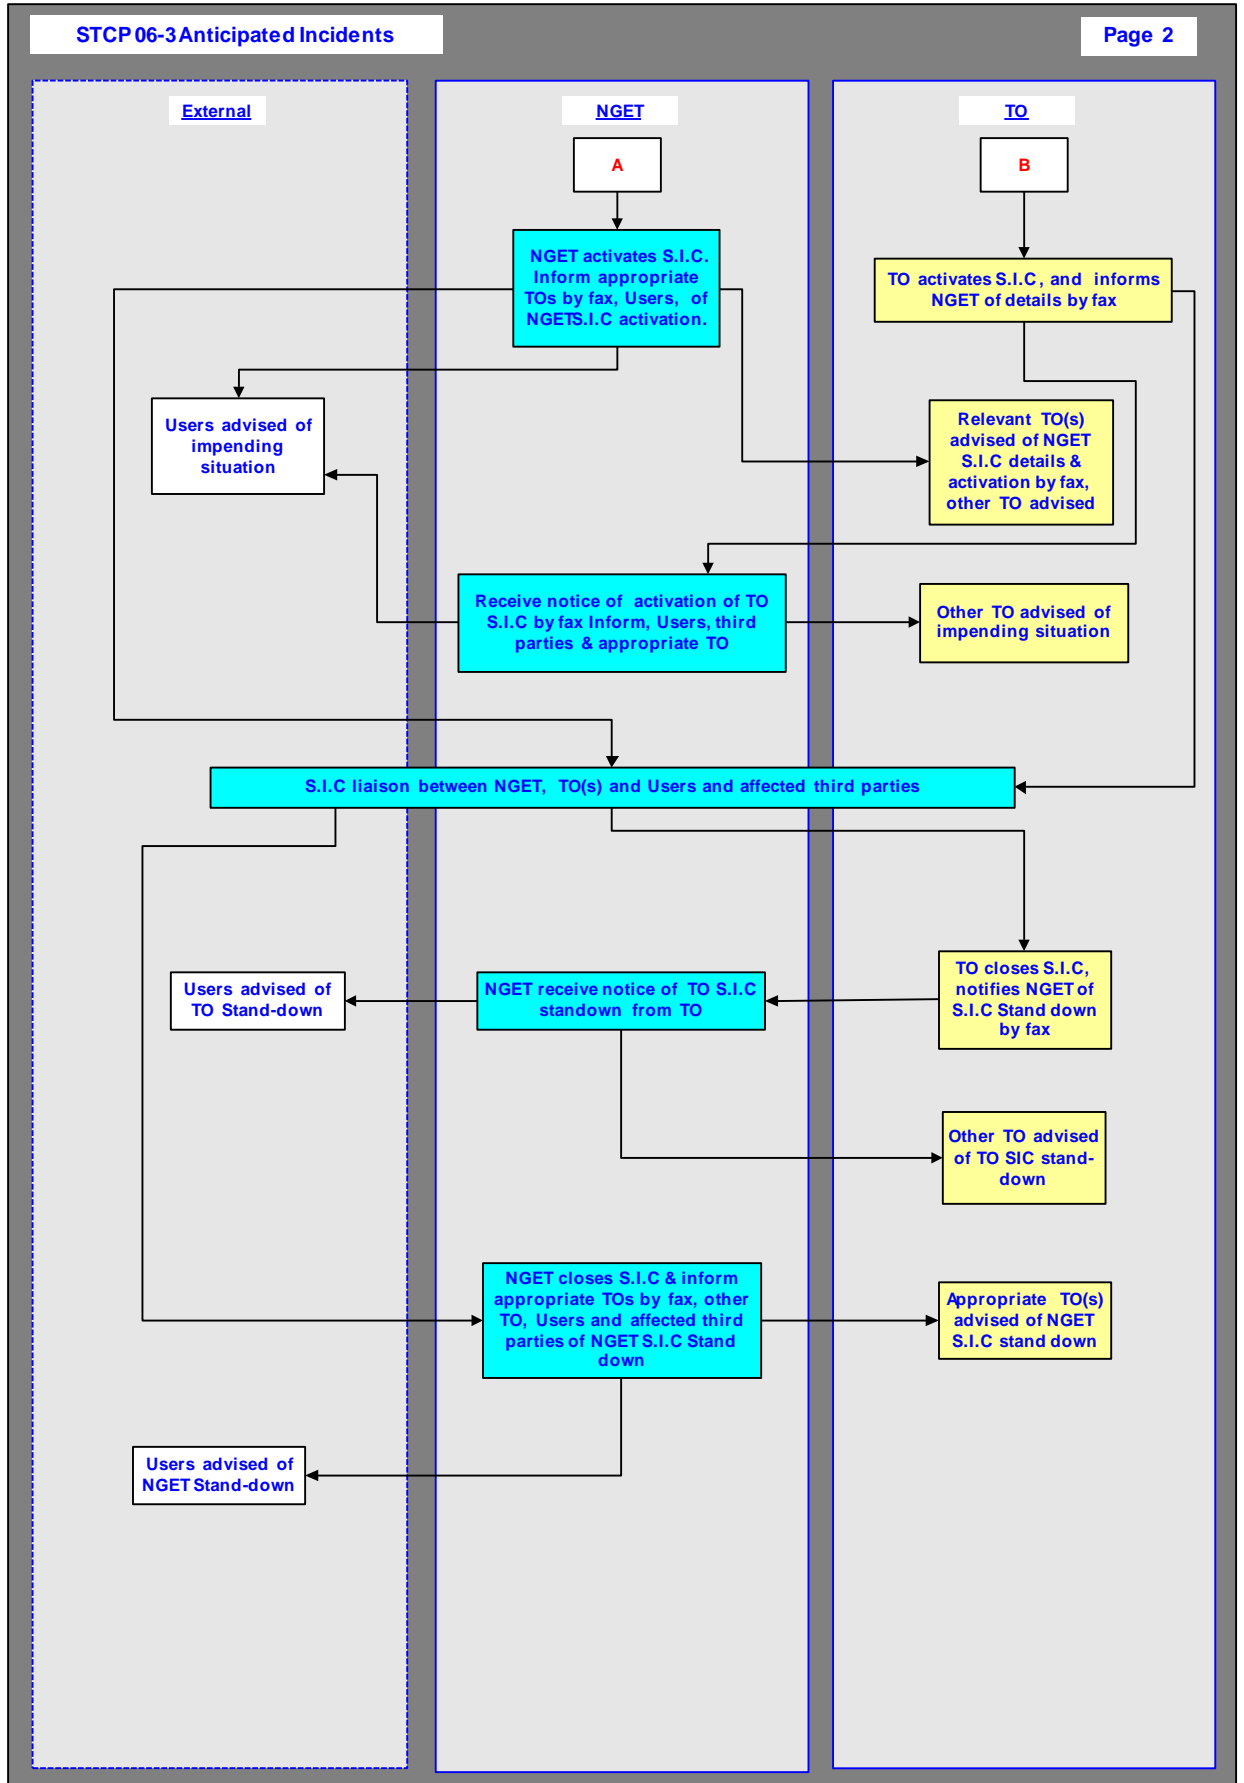 STCP 06-3 Anticipated Incidents
Page 2
External
NGET
TO
A
B
NGET activates S.I.C.
Inform appropriate
TOs by fax, Users, of
NGETS.I.C activation.
TO activates S.I.C, and informs
NGET of details by fax
Users advised of
impending
situation
Relevant TO(s)
advised of NGET
S.I.C details &
activation by fax,
other TO advised
Receive notice of activation of TO
S.I.C by fax Inform, Users, third
parties & appropriate TO
Other TO advised of
impending situation
S.I.C liaison between NGET, TO(s) and Users and affected third parties
Users advised of
TO Stand-down
NGET receive notice of TO S.I.C
standown from TO
TO closes S.I.C,
notifies NGET of
S.I.C Stand down
by fax
Other TO advised
of TO SIC stand-
down
NGET closes S.I.C & inform
appropriate TOs by fax, other
TO, Users and affected third
parties of NGET S.I.C Stand
down
Appropriate TO(s)
advised of NGET
S.I.C stand down
Users advised of
NGET Stand-down